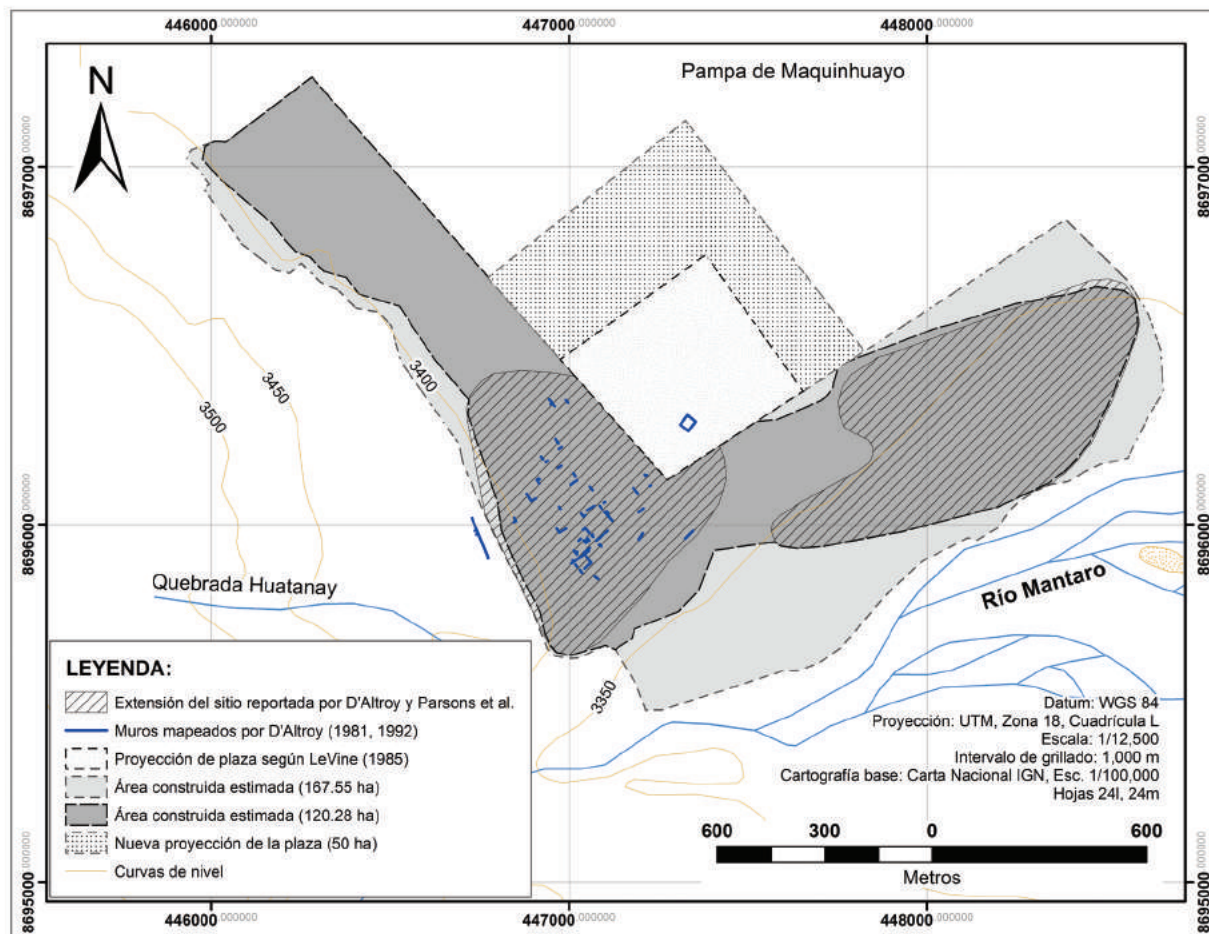 446000.000000 447000.000000 448000.000000
Pampa de Maquinhuayo
N
8697000.000000
8697000.000000
3400
3450
3500
8696000.000000
8696000.000000
Quebrada Huatanay
Río Mantaro
3350
LEYENDA:
Extensión del sitio reportada por D'Altroy y Parsons et al.
Muros mapeados por D'Altroy (1981, 1992)
Proyección de plaza según LeVine (1985)
Área construida estimada (167.55 ha)
Área construida estimada (120.28 ha)
Nueva proyección de la plaza (50 ha)
Curvas de nivel
Datum: WGS 84
Proyección: UTM, Zona 18, Cuadrícula L
Escala: 1/12,500
Intervalo de grillado: 1,000 m
Cartografía base: Carta Nacional IGN, Esc. 1/100,000
Hojas 24l, 24m
600 300 0 600
Metros
8695000.000000
8695000.000000
446000.000000 447000.000000 448000.000000